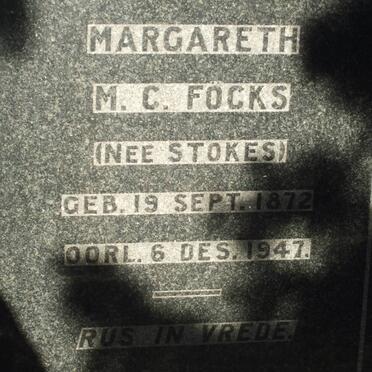 MARGARETH
M. C. FOCKS
(NEE STOKES)
GEB. 19 SEPT. 1872
OORL. 6 DES. 1947.
RUS IN VREDE.